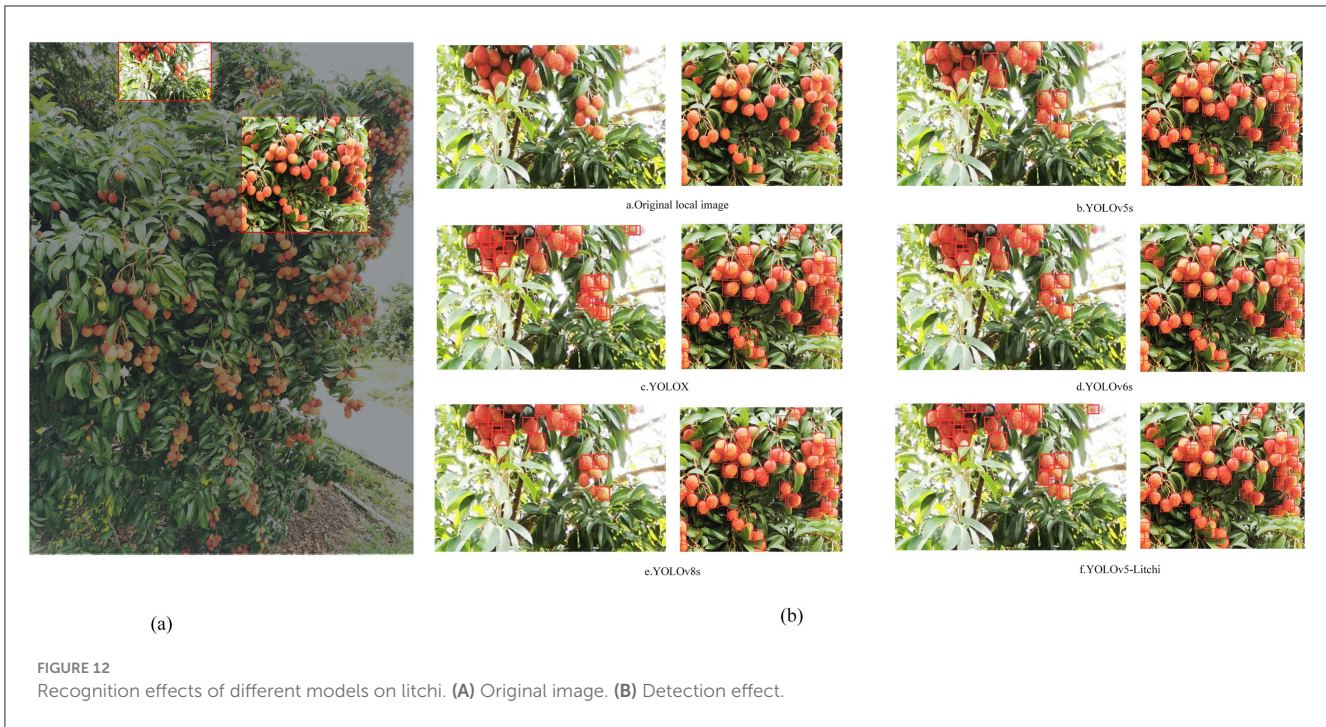 a.Original local image
b.YOLOv5s
c.YOLOX
d.YOLOv6s
e.YOLOv8s
f.YOLOv5-Litchi
(a)
(b)
FIGURE 12
Recognition effects of different models on litchi. (A) Original image. (B) Detection effect.